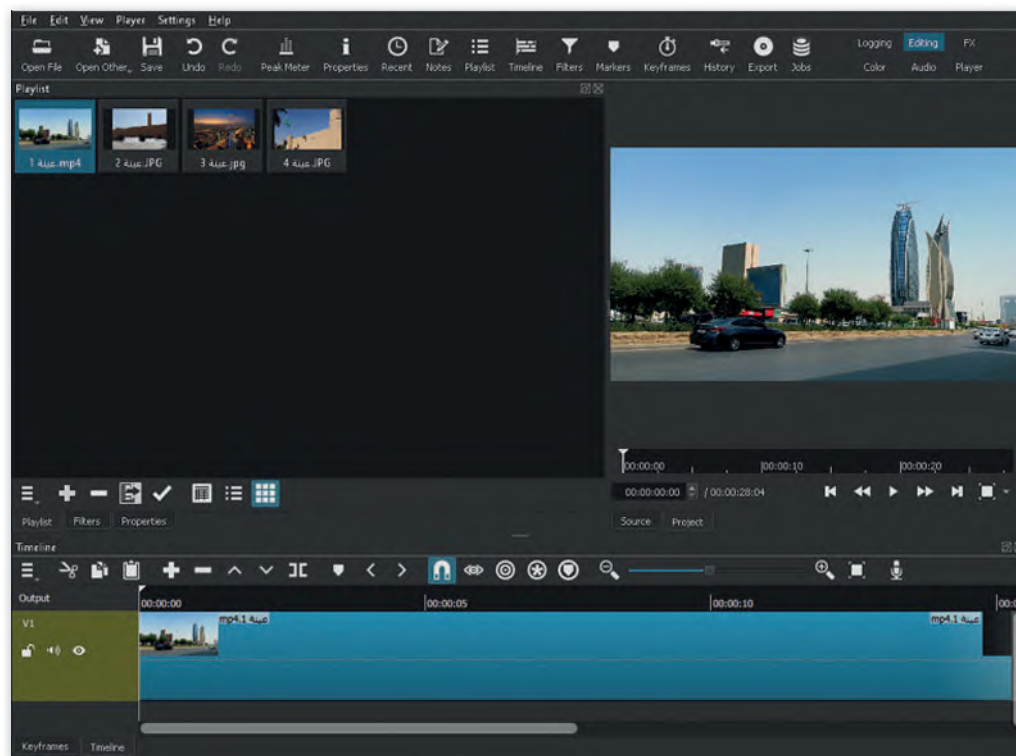 File Edit View Player Settings Help
Open File Open Other Save Undo Redo Peak Meter Properties Recent Notes Playlist Timeline Filters Markers Keyframes History Export Jobs
Logging Editing FX
Color Audio Player
Playlist
عينة 1.mp4 عينة 2.JPG عينة 3.jpg عينة 4.JPG
00:00:00 00:00:10 00:00:20
00:00:00:00 / 00:00:28:04
Playlist Filters Properties
Source Project
Timeline
Output 00:00:00 00:00:05 00:00:10
V1
عينة 1.mp4 عينة 1.mp4
Keyframes Timeline